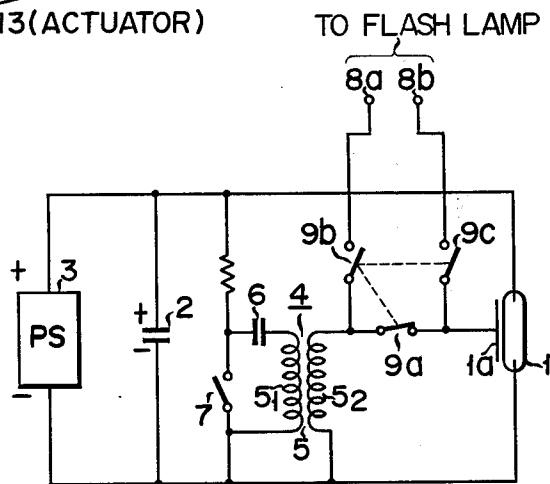 13(ACTUATOR)
TO FLASH LAMP
8a 8b
9b 9c
+ 3
6 4
+ 2
PS
-
9a
1a 1
7 51 52
-
5